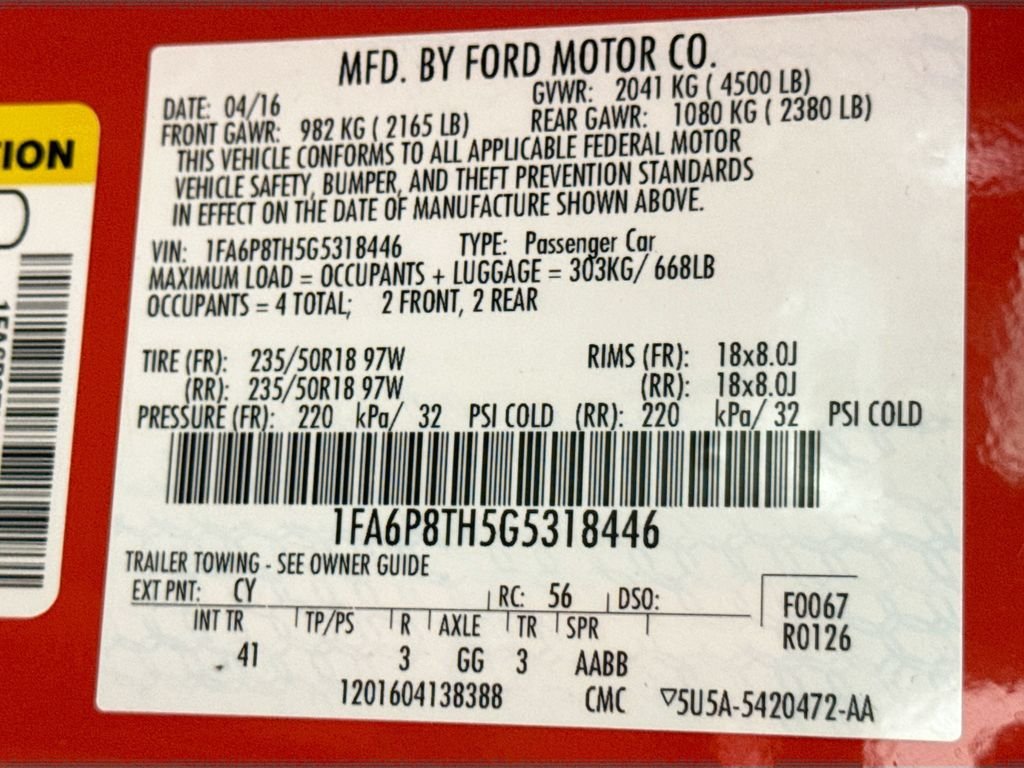 MFD. BY FORD MOTOR CO.
DATE: 04/16 GVWR: 2041 KG ( 4500 LB)
FRONT GAWR: 982 KG ( 2165 LB) REAR GAWR: 1080 KG ( 2380 LB)
THIS VEHICLE CONFORMS TO ALL APPLICABLE FEDERAL MOTOR
VEHICLE SAFETY, BUMPER, AND THEFT PREVENTION STANDARDS
IN EFFECT ON THE DATE OF MANUFACTURE SHOWN ABOVE.
VIN: 1FA6P8TH5G5318446 TYPE: Passenger Car
MAXIMUM LOAD = OCCUPANTS + LUGGAGE = 303KG/ 668LB
OCCUPANTS = 4 TOTAL; 2 FRONT, 2 REAR
TIRE (FR): 235/50R18 97W RIMS (FR): 18x8.0J
(RR): 235/50R18 97W (RR): 18x8.0J
PRESSURE (FR): 220 kPa/ 32 PSI COLD (RR): 220 kPa/ 32 PSI COLD
1FA6P8TH5G5318446
TRAILER TOWING - SEE OWNER GUIDE
EXT PNT: CY RC: 56 DSO: F0067
INT TR TP/PS R AXLE TR SPR R0126
41 3 GG 3 AABB
1201604138388 CMC ▽5U5A-5420472-AA
TION